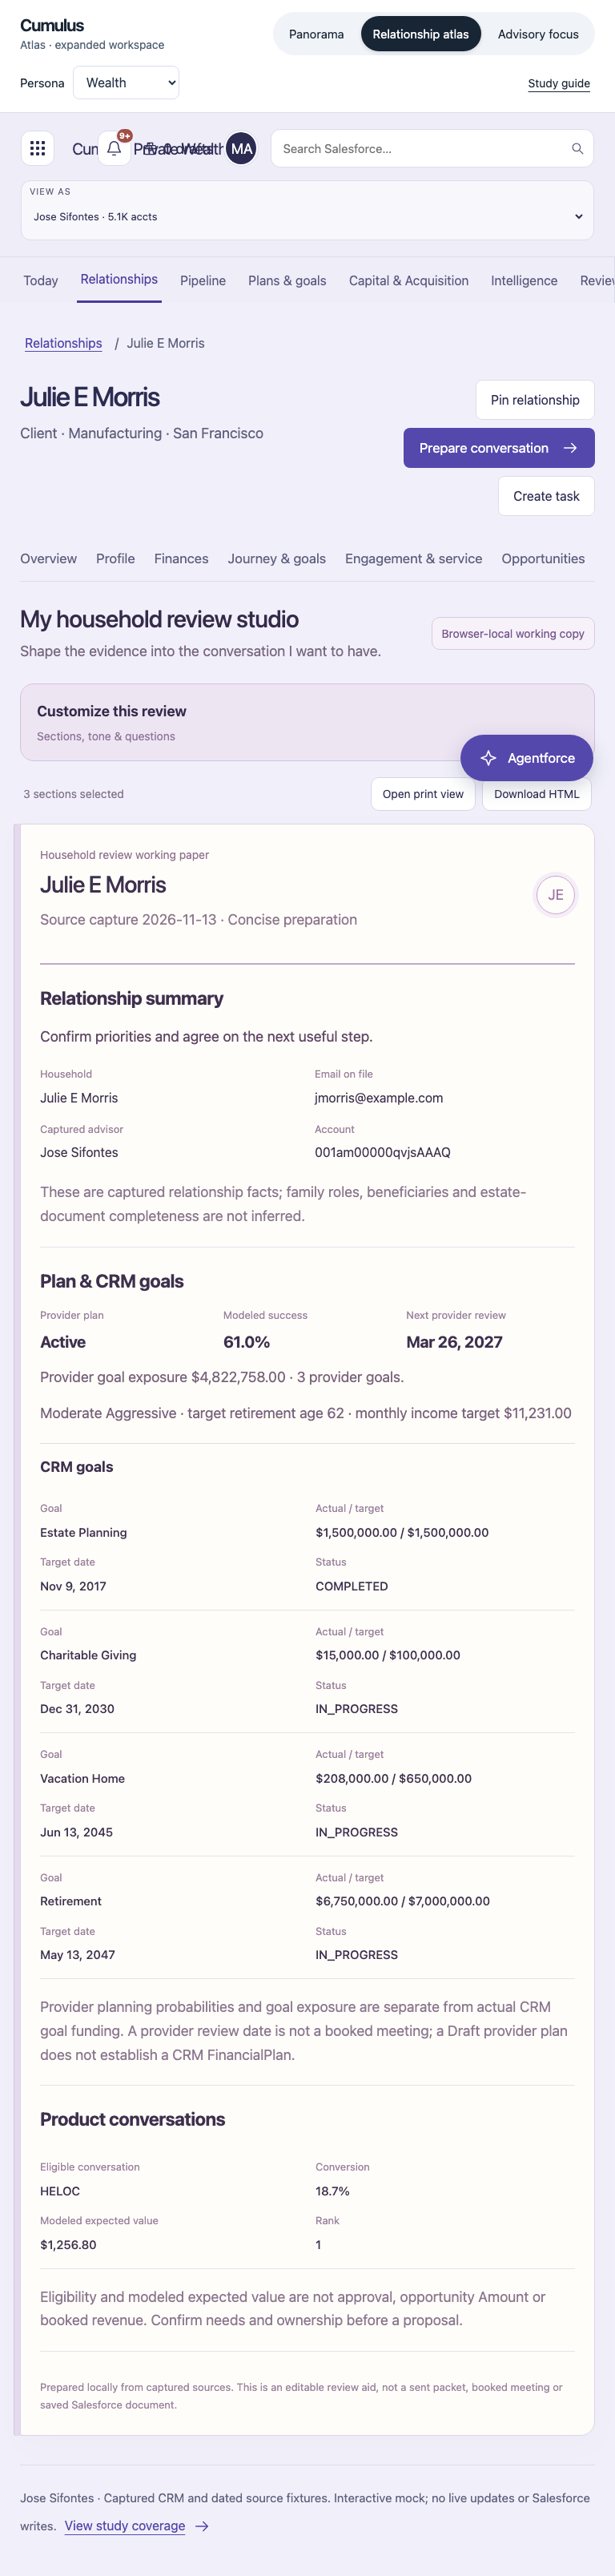 Cumulus
Atlas · expanded workspace
Panorama
Relationship atlas
Advisory focus
Persona
Wealth
Study guide
9+
MA
Search Salesforce...
VIEW AS
Jose Sifontes · 5.1K accts
Today
Relationships
Pipeline
Plans & goals
Capital & Acquisition
Intelligence
Relationships / Julie E Morris
Julie E Morris
Client · Manufacturing · San Francisco
Pin relationship
Prepare conversation
Create task
Overview
Profile
Finances
Journey & goals
Engagement & service
Opportunities
My household review studio
Shape the evidence into the conversation I want to have.
Browser-local working copy
Customize this review
Sections, tone & questions
Agentforce
3 sections selected
Open print view
Download HTML
Household review working paper
Julie E Morris
JE
Source capture 2026-11-13 · Concise preparation
Relationship summary
Confirm priorities and agree on the next useful step.
Household
Email on file
Julie E Morris
jmorris@example.com
Captured advisor
Account
Jose Sifontes
001am00000qvjsAAAQ
These are captured relationship facts; family roles, beneficiaries and estate-
document completeness are not inferred.
Plan & CRM goals
Provider plan
Modeled success
Next provider review
Active
61.0%
Mar 26, 2027
Provider goal exposure $4,822,758.00 · 3 provider goals.
Moderate Aggressive · target retirement age 62 · monthly income target $11,231.00
CRM goals
Goal
Actual / target
Estate Planning
$1,500,000.00 / $1,500,000.00
Target date
Status
Nov 9, 2017
COMPLETED
Goal
Actual / target
Charitable Giving
$15,000.00 / $100,000.00
Target date
Status
Dec 31, 2030
IN_PROGRESS
Goal
Actual / target
Vacation Home
$208,000.00 / $650,000.00
Target date
Status
Jun 13, 2045
IN_PROGRESS
Goal
Actual / target
Retirement
$6,750,000.00 / $7,000,000.00
Target date
Status
May 13, 2047
IN_PROGRESS
Provider planning probabilities and goal exposure are separate from actual CRM
goal funding. A provider review date is not a booked meeting; a Draft provider plan
does not establish a CRM FinancialPlan.
Product conversations
Eligible conversation
Conversion
HELOC
18.7%
Modeled expected value
Rank
$1,256.80
1
Eligibility and modeled expected value are not approval, opportunity Amount or
booked revenue. Confirm needs and ownership before a proposal.
Prepared locally from captured sources. This is an editable review aid, not a sent packet, booked meeting or
saved Salesforce document.
Jose Sifontes · Captured CRM and dated source fixtures. Interactive mock; no live updates or Salesforce
writes. View study coverage